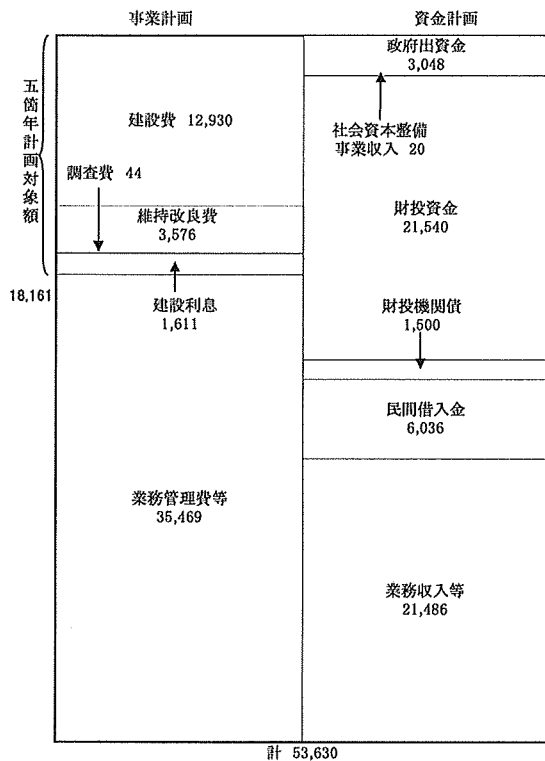 事業計画
資金計画
五箇年計画対象額
建設費 12,930
調査費 44
維持改良費
3,576
18,161
建設利息
1,611
業務管理費等
35,469
政府出資金
3,048
社会資本整備
事業収入 20
財投資金
21,540
財投機関債
1,500
民間借入金
6,036
業務収入等
21,486
計 53,630